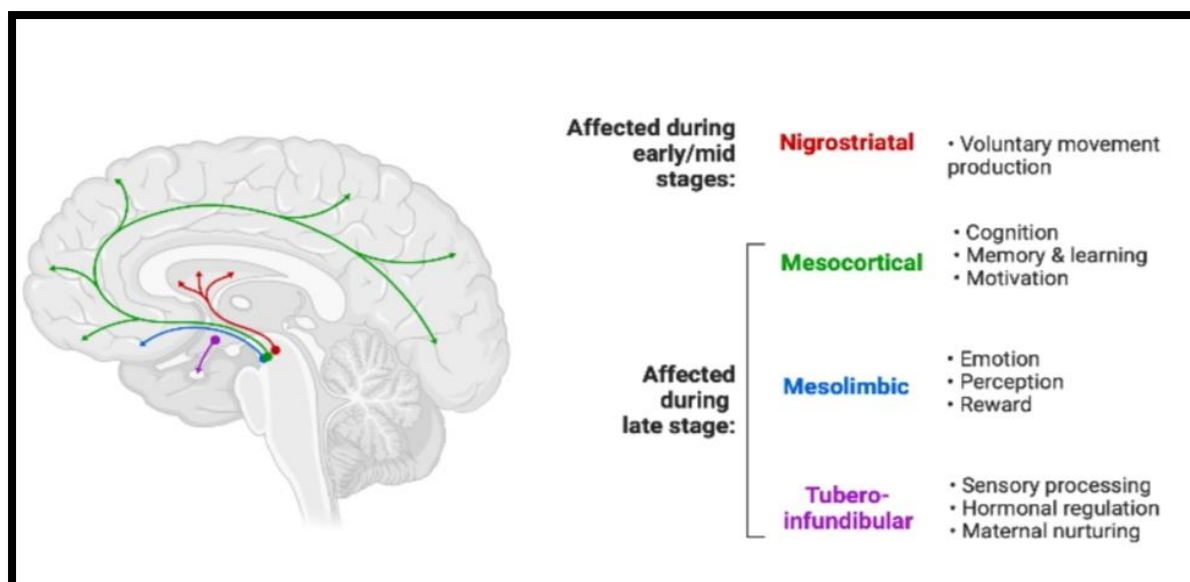 Affected during
early/mid
stages:
Nigrostriatal
• Voluntary movement
production
Affected
during
late stage:
Mesocortical
• Cognition
• Memory & learning
• Motivation
Mesolimbic
• Emotion
• Perception
• Reward
Tubero-
infundibular
• Sensory processing
• Hormonal regulation
• Maternal nurturing